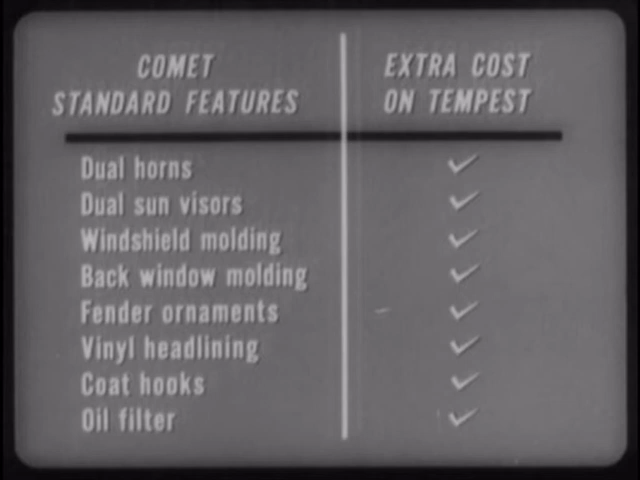 COMET
STANDARD FEATURES
EXTRA COST
ON TEMPEST
Dual horns ✓
Dual sun visors ✓
Windshield molding ✓
Back window molding ✓
Fender ornaments ✓
Vinyl headlining ✓
Coat hooks ✓
Oil filter ✓